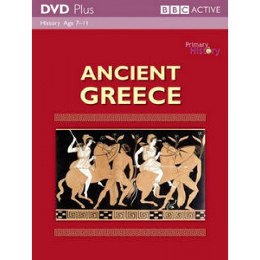 DVD Plus
BBC ACTIVE
History Age 7-11
Primary
History
ANCIENT
GREECE